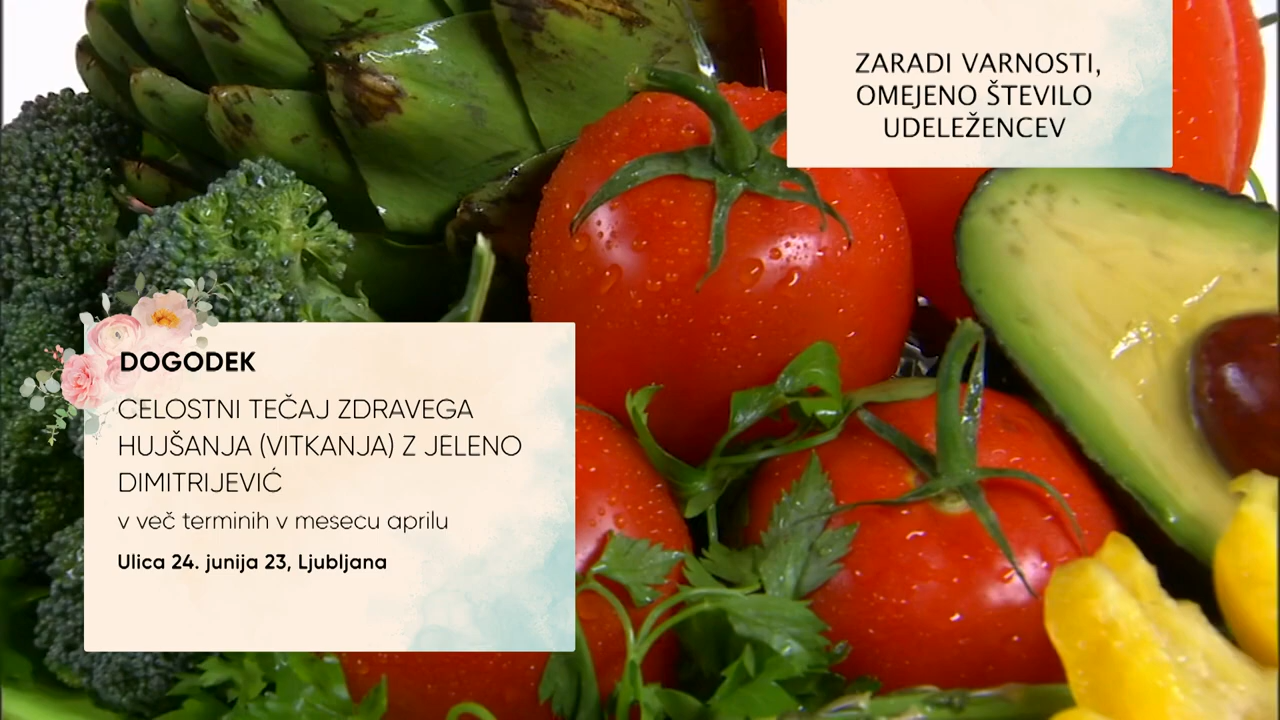 ZARADI VARNOSTI,
OMEJENO ŠTEVILO
UDELEŽENCEV
DOGODEK
CELOSTNI TEČAJ ZDRAVEGA
HUJŠANJA (VITKANJA) Z JELENO
DIMITRIJEVIĆ
v več terminih v mesecu aprilu
Ulica 24. junija 23, Ljubljana